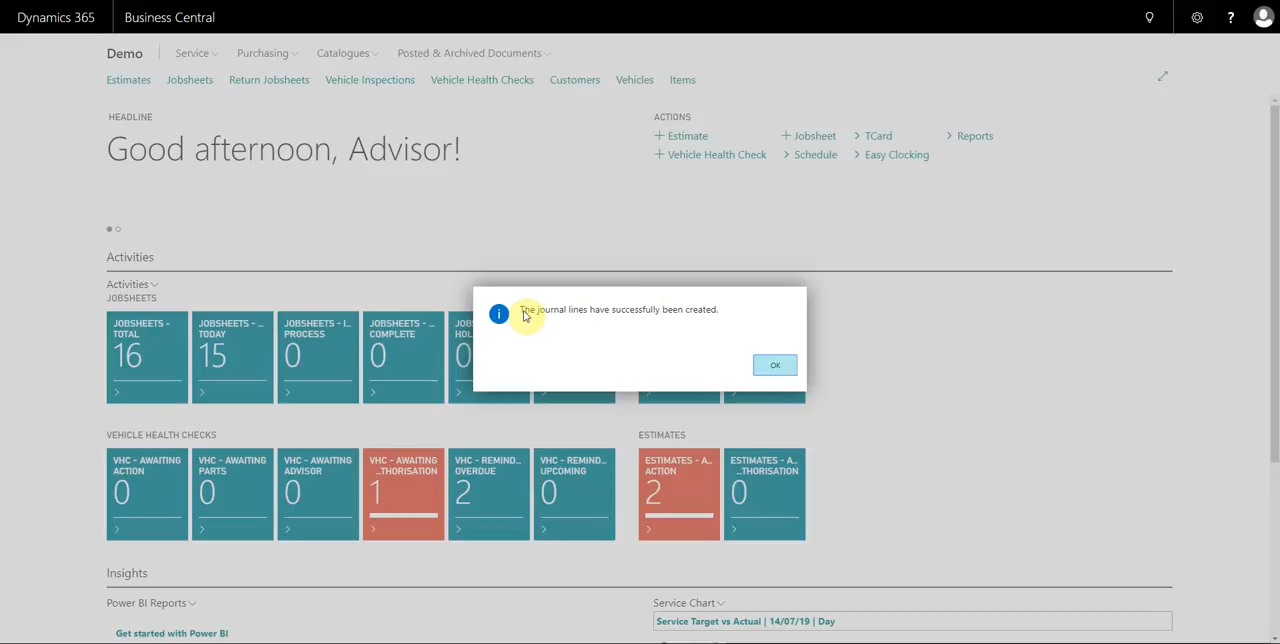 Dynamics 365 Business Central ?
Demo Service Purchasing Catalogues Posted & Archived Documents
Estimates Jobsheets Return Jobsheets Vehicle Inspections Vehicle Health Checks Customers Vehicles Items
HEADLINE
Good afternoon, Advisor!
ACTIONS
+ Estimate + Jobsheet > TCard > Reports
+ Vehicle Health Check > Schedule > Easy Clocking
Activities
Activities
JOBSHEETS
JOBSHEETS -
TOTAL
16
JOBSHEETS - ...
TODAY
15
JOBSHEETS - I...
PROCESS
0
JOBSHEETS - ...
COMPLETE
0
0
i
The journal lines have successfully been created.
OK
VEHICLE HEALTH CHECKS
VHC - AWAITING
ACTION
0
VHC - AWAITING
PARTS
0
VHC - AWAITING
ADVISOR
0
VHC - AWAITING
...THORISATION
1
VHC - REMIND...
OVERDUE
2
VHC - REMIND...
UPCOMING
0
ESTIMATES
ESTIMATES - A...
ACTION
2
ESTIMATES - A...
...THORISATION
0
Insights
Power BI Reports
Get started with Power BI
Service Chart
Service Target vs Actual | 14/07/19 | Day